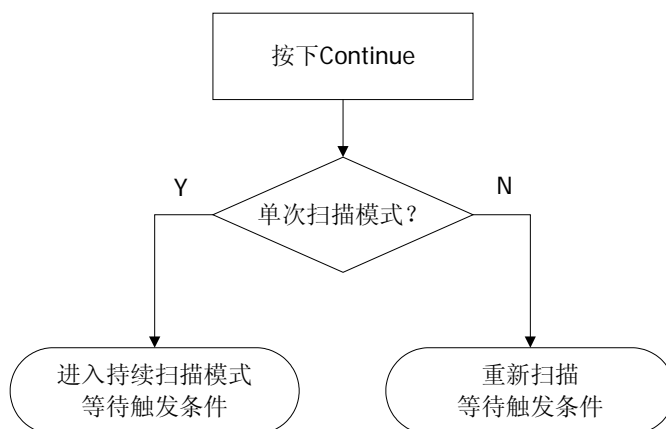 按下Continue
Y
N
单次扫描模式？
进入持续扫描模式
等待触发条件
重新扫描
等待触发条件